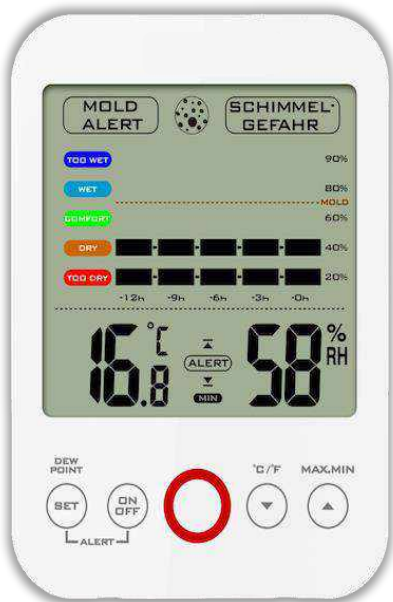 MOLD ALERT
SCHIMMEL-GEFAHR
TOO WET 90%
WET 80%
MOLD
COMFORT 60%
DRY 40%
TOO DRY 20%
-12h -9h -6h -3h -0h
16.8 °C ALERT MIN 58 % RH
DEW POINT
°C/°F MAX.MIN
SET ON OFF
ALERT